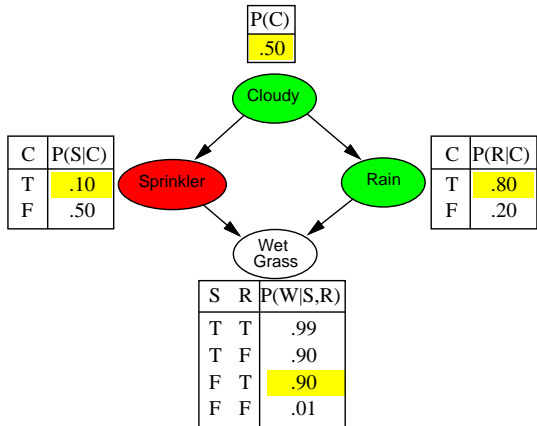 P(C)
.50
Cloudy
C P(S|C)
T .10
F .50
Sprinkler
Rain
C P(R|C)
T .80
F .20
Wet
Grass
S R P(W|S,R)
T T .99
T F .90
F T .90
F F .01